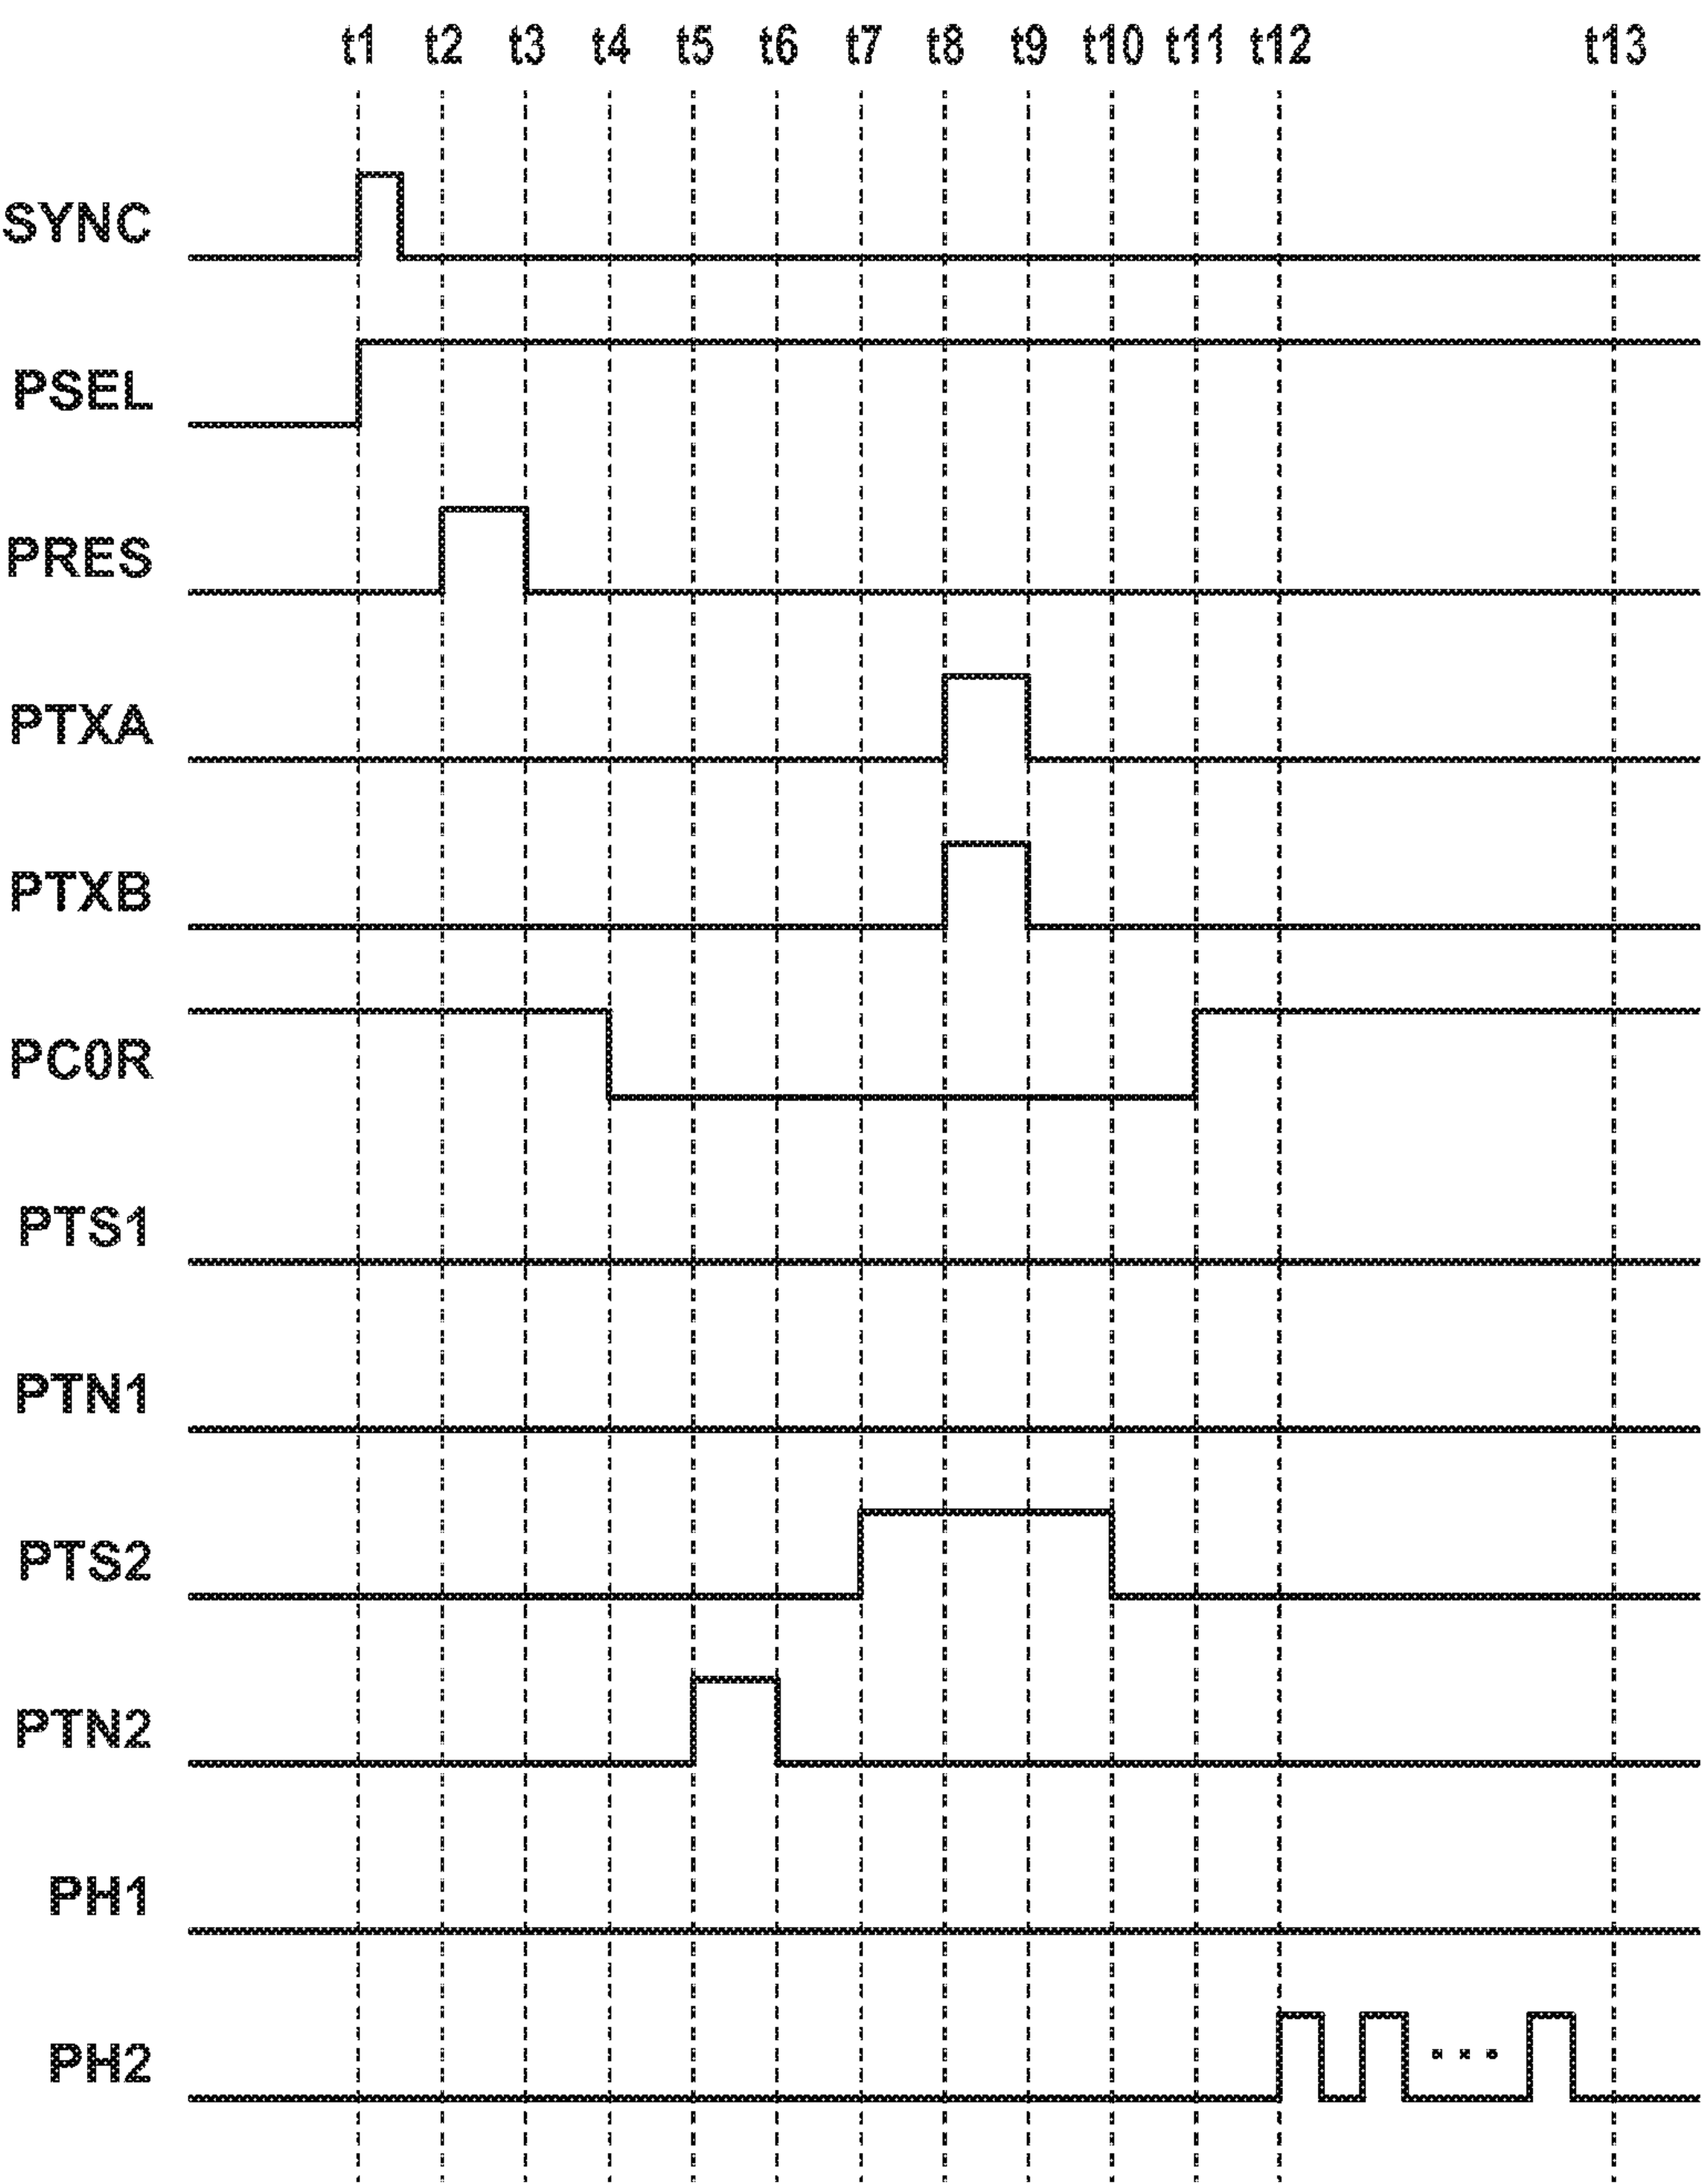 t1 t2 t3 t4 t5 t6 t7 t8 t9 t10 t11 t12 t13
SYNC
PSEL
PRES
PTXA
PTXB
PC0R
PTS1
PTN1
PTS2
PTN2
PH1
PH2